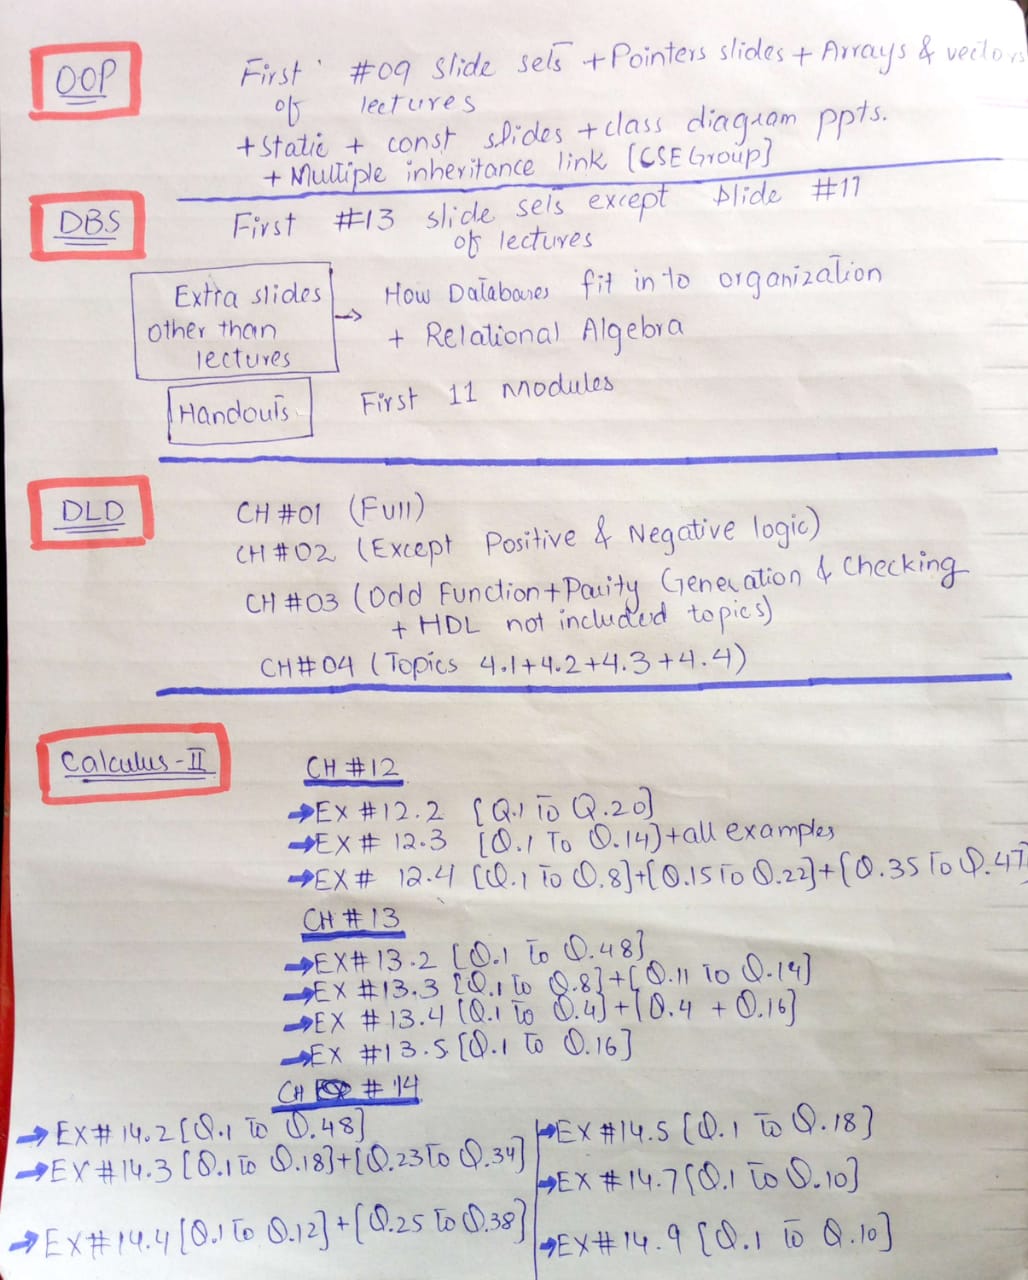 OOP
First #09 slide sets + Pointers slides + Arrays & vectors
of lectures
+ Static + const slides + class diagram ppts.
+ Multiple inheritance link [CSE Group]
DBS
First #13 slide sets except slide #11
of lectures
Extra slides
other than
lectures
→ How Databases fit in to organization
+ Relational Algebra
Handouts
First 11 Modules
DLD
CH #01 (Full)
CH #02 (Except Positive & Negative logic)
CH #03 (Odd Function + Parity Generation & Checking
+ HDL not included topics)
CH #04 (Topics 4.1+4.2+4.3+4.4)
Calculus-II
CH #12
→ EX #12.2 [Q.1 To Q.20]
→ EX # 12.3 [Q.1 To Q.14]+all examples
→ EX # 12.4 [Q.1 To Q.8]+[Q.15 To Q.22]+[Q.35 To Q.47]
CH #13
→ EX #13.2 [Q.1 To Q.48]
→ EX #13.3 [Q.1 to Q.8]+[Q.11 To Q.14]
→ EX #13.4 [Q.1 To Q.4]+[Q.4 + Q.16]
→ EX #13.5 [Q.1 to Q.16]
CH #14
→ EX #14.2 [Q.1 To Q.48]
→ EX #14.3 [Q.1 To Q.18]+[Q.23 To Q.34]
→ EX #14.4 [Q.1 To Q.12]+[Q.25 To Q.38]
→ EX #14.5 [Q.1 To Q.18]
→ EX #14.7 [Q.1 To Q.10]
→ EX #14.9 [Q.1 To Q.10]